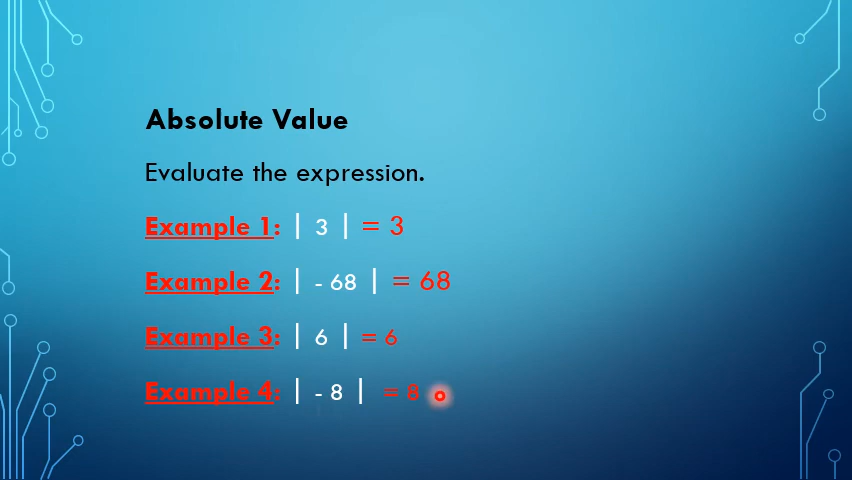 Absolute Value
Evaluate the expression.
Example 1: | 3 | = 3
Example 2: | - 68 | = 68
Example 3: | 6 | = 6
Example 4: | - 8 | = 8